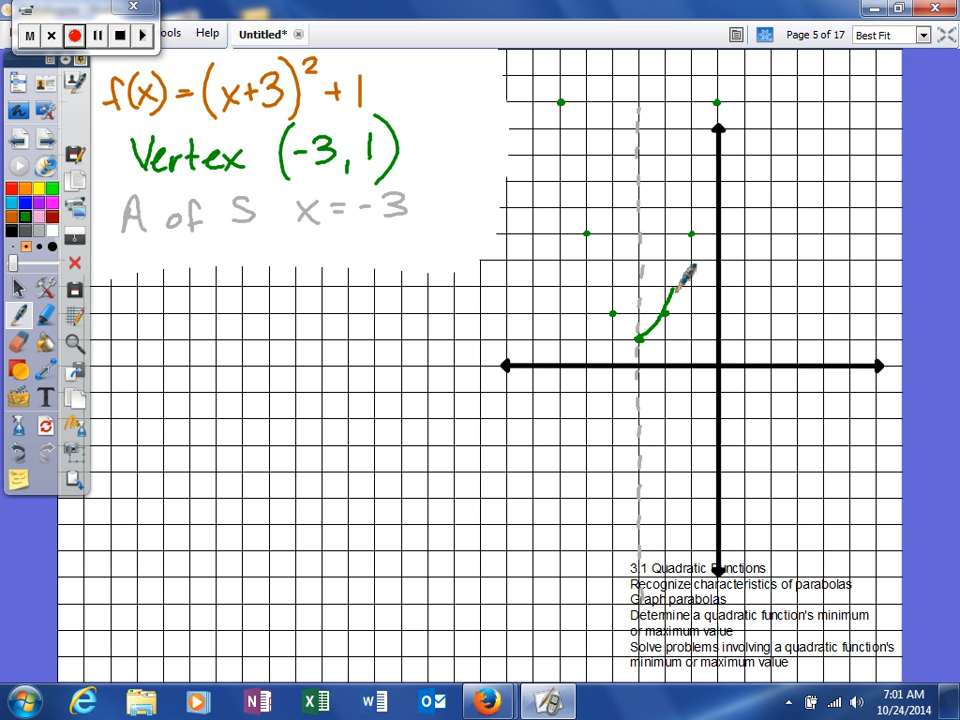 M
ools Help Untitled* Page 5 of 17 Best Fit
f(x) = (x+3)² + 1
Vertex (-3, 1)
A of S x = -3
3.1 Quadratic Functions
Recognize characteristics of parabolas
Graph parabolas
Determine a quadratic function's minimum
or maximum value
Solve problems involving a quadratic function's
minimum or maximum value
7:01 AM
10/24/2014